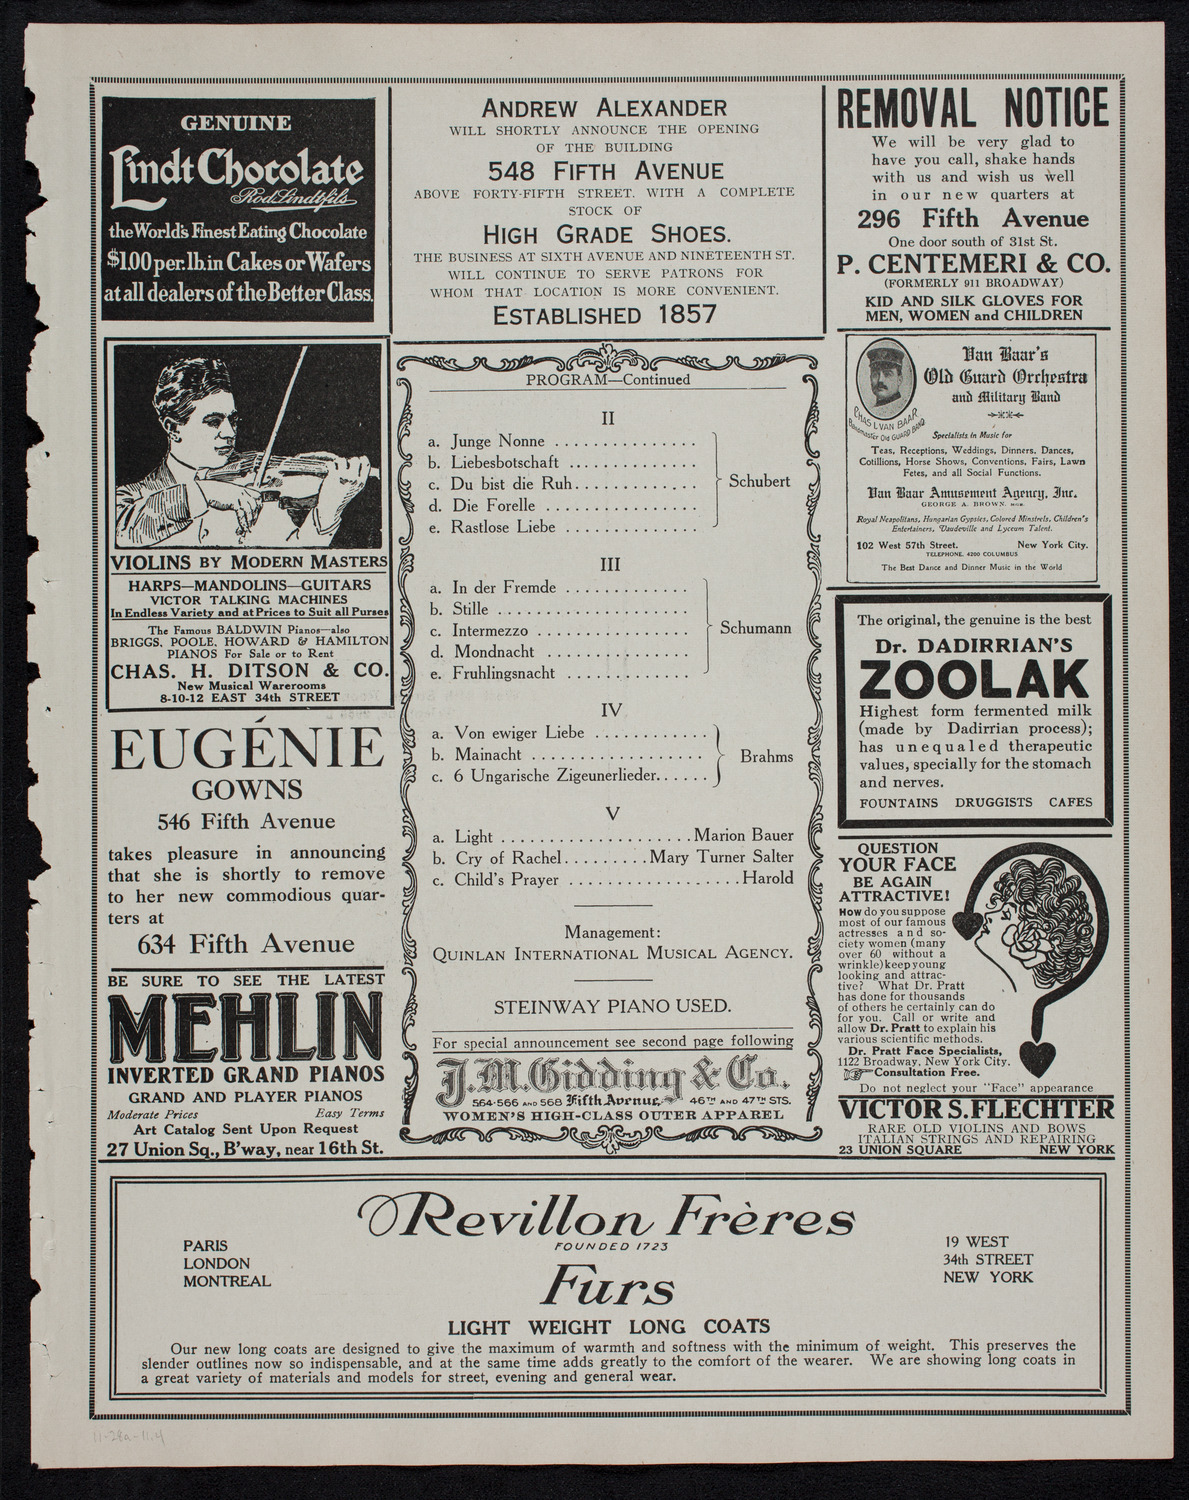 GENUINE
Lindt Chocolate
Rod. Lindt fils
the World's Finest Eating Chocolate
$1.00 per. lb. in Cakes or Wafers
at all dealers of the Better Class.
ANDREW ALEXANDER
WILL SHORTLY ANNOUNCE THE OPENING
OF THE BUILDING
548 FIFTH AVENUE
ABOVE FORTY-FIFTH STREET. WITH A COMPLETE
STOCK OF
HIGH GRADE SHOES.
THE BUSINESS AT SIXTH AVENUE AND NINETEENTH ST.
WILL CONTINUE TO SERVE PATRONS FOR
WHOM THAT LOCATION IS MORE CONVENIENT.
ESTABLISHED 1857
REMOVAL NOTICE
We will be very glad to
have you call, shake hands
with us and wish us well
in our new quarters at
296 Fifth Avenue
One door south of 31st St.
P. CENTEMERI & CO.
(FORMERLY 911 BROADWAY)
KID AND SILK GLOVES FOR
MEN, WOMEN and CHILDREN
VIOLINS BY MODERN MASTERS
HARPS—MANDOLINS—GUITARS
VICTOR TALKING MACHINES
In Endless Variety and at Prices to Suit all Purses
The Famous BALDWIN Pianos—also
BRIGGS, POOLE, HOWARD & HAMILTON
PIANOS For Sale or to Rent
CHAS. H. DITSON & CO.
New Musical Warerooms
8-10-12 EAST 34th STREET
EUGÉNIE
GOWNS
546 Fifth Avenue
takes pleasure in announcing
that she is shortly to remove
to her new commodious quar-
ters at
634 Fifth Avenue
BE SURE TO SEE THE LATEST
MEHLIN
INVERTED GRAND PIANOS
GRAND AND PLAYER PIANOS
Moderate Prices Easy Terms
Art Catalog Sent Upon Request
27 Union Sq., B'way, near 16th St.
PROGRAM—Continued
II
a. Junge Nonne ................
b. Liebesbotschaft ..............
c. Du bist die Ruh............. Schubert
d. Die Forelle .................
e. Rastlose Liebe ...............
III
a. In der Fremde ..............
b. Stille ......................
c. Intermezzo ................. Schumann
d. Mondnacht ................
e. Fruhlingsnacht .............
IV
a. Von ewiger Liebe ............
b. Mainacht .................. Brahms
c. 6 Ungarische Zigeunerlieder......
V
a. Light ......................Marion Bauer
b. Cry of Rachel.........Mary Turner Salter
c. Child's Prayer ...................Harold
Management:
QUINLAN INTERNATIONAL MUSICAL AGENCY.
STEINWAY PIANO USED.
For special announcement see second page following
J.M. Gidding & Co.
564-566 AND 568 Fifth Avenue 46TH AND 47TH STS.
WOMEN'S HIGH-CLASS OUTER APPAREL
CHAS L VAN BAAR
Bandmaster Old GUARD BAND
Van Baar's
Old Guard Orchestra
and Military Band
Specialists in Music for
Teas, Receptions, Weddings, Dinners, Dances,
Cotillions, Horse Shows, Conventions, Fairs, Lawn
Fetes, and all Social Functions.
Van Baar Amusement Agency, Inc.
GEORGE A. BROWN, MGR.
Royal Neapolitans, Hungarian Gypsies, Colored Minstrels, Children's
Entertainers, Vaudeville and Lyceum Talent.
102 West 57th Street. New York City.
TELEPHONE, 4200 COLUMBUS
The Best Dance and Dinner Music in the World
The original, the genuine is the best
Dr. DADIRRIAN'S
ZOOLAK
Highest form fermented milk
(made by Dadirrian process);
has unequaled therapeutic
values, specially for the stomach
and nerves.
FOUNTAINS DRUGGISTS CAFES
QUESTION
YOUR FACE
BE AGAIN
ATTRACTIVE!
How do you suppose
most of our famous
actresses and so-
ciety women (many
over 60 without a
wrinkle) keep young
looking and attrac-
tive? What Dr. Pratt
has done for thousands
of others he certainly can do
for you. Call or write and
allow Dr. Pratt to explain his
various scientific methods.
Dr. Pratt Face Specialists,
1122 Broadway, New York City.
Consultation Free.
Do not neglect your "Face" appearance
VICTOR S. FLECHTER
RARE OLD VIOLINS AND BOWS
ITALIAN STRINGS AND REPAIRING
23 UNION SQUARE NEW YORK
Revillon Frères
FOUNDED 1723
PARIS
LONDON
MONTREAL
19 WEST
34th STREET
NEW YORK
Furs
LIGHT WEIGHT LONG COATS
Our new long coats are designed to give the maximum of warmth and softness with the minimum of weight. This preserves the
slender outlines now so indispensable, and at the same time adds greatly to the comfort of the wearer. We are showing long coats in
a great variety of materials and models for street, evening and general wear.